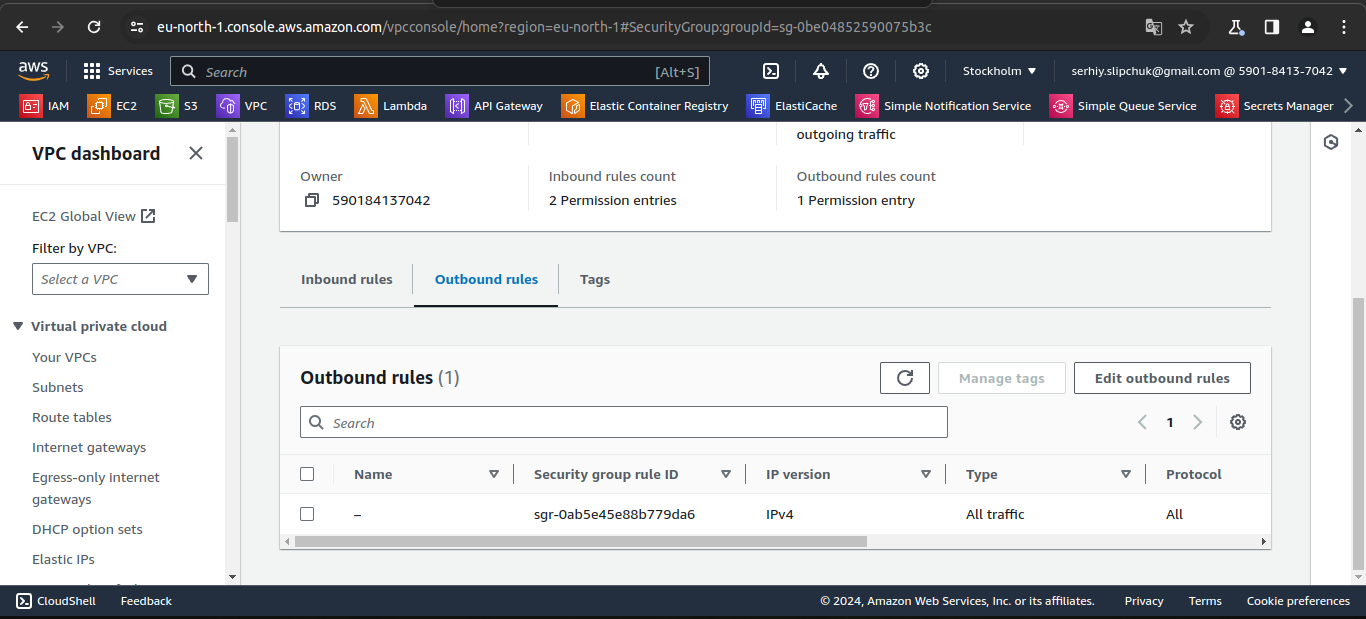 eu-north-1.console.aws.amazon.com/vpcconsole/home?region=eu-north-1#SecurityGroup:groupId=sg-0be04852590075b3c
aws Services Search [Alt+S] Stockholm serhiy.slipchuk@gmail.com @ 5901-8413-7042
IAM EC2 S3 VPC RDS Lambda API Gateway Elastic Container Registry ElastiCache Simple Notification Service Simple Queue Service Secrets Manager
VPC dashboard
EC2 Global View
Filter by VPC:
Select a VPC
Virtual private cloud
Your VPCs
Subnets
Route tables
Internet gateways
Egress-only internet
gateways
DHCP option sets
Elastic IPs
outgoing traffic
Owner Inbound rules count Outbound rules count
590184137042 2 Permission entries 1 Permission entry
Inbound rules Outbound rules Tags
Outbound rules (1) Manage tags Edit outbound rules
Search 1
Name Security group rule ID IP version Type Protocol
– sgr-0ab5e45e88b779da6 IPv4 All traffic All
CloudShell Feedback © 2024, Amazon Web Services, Inc. or its affiliates. Privacy Terms Cookie preferences